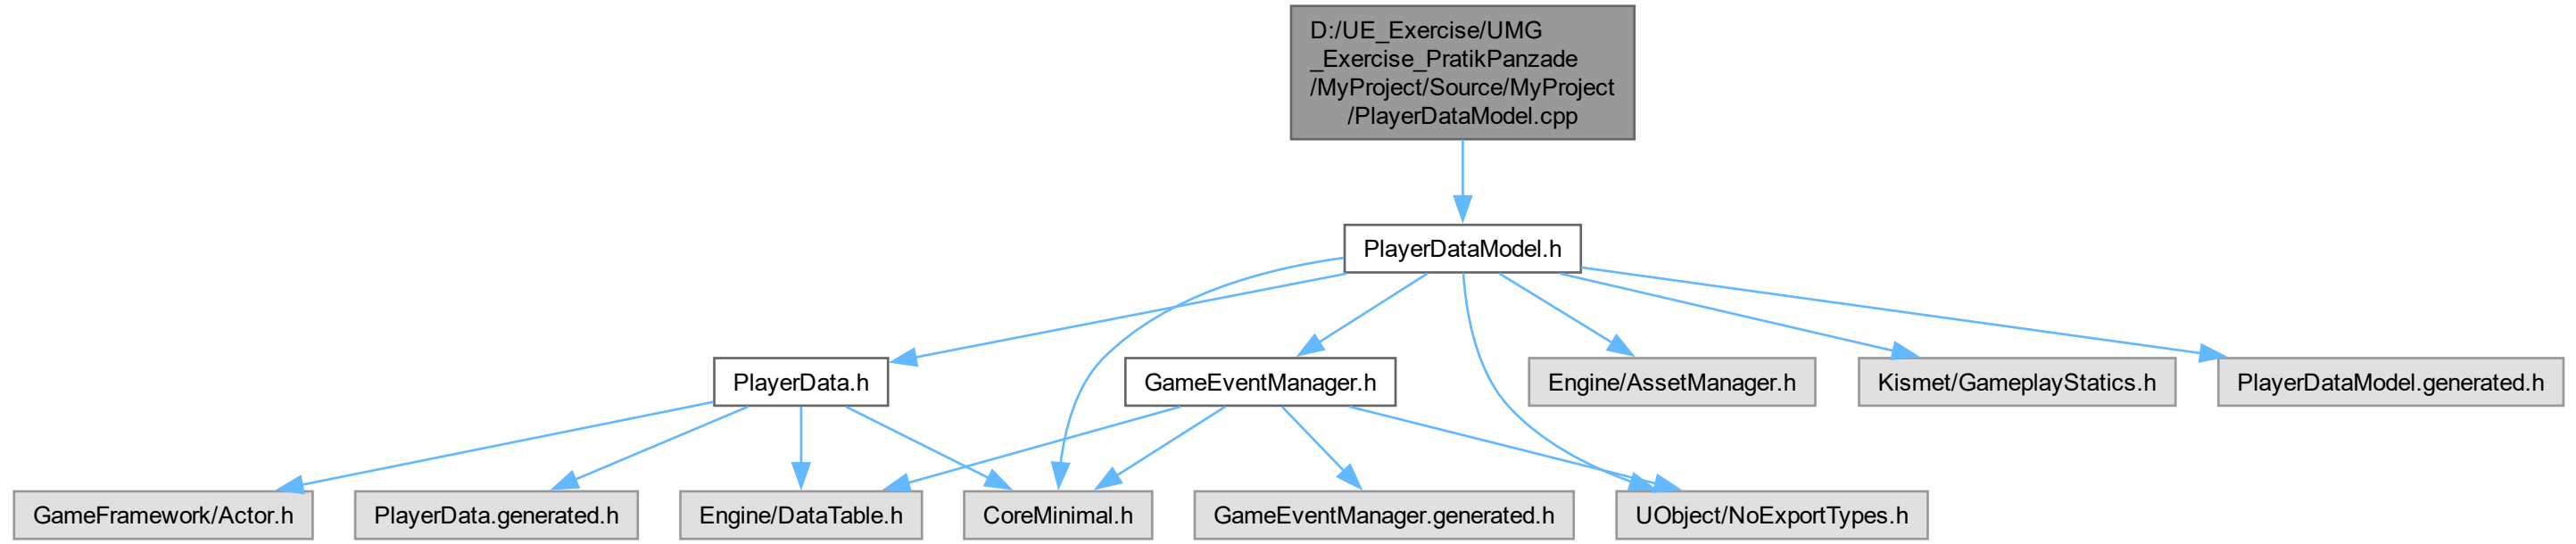 D:/UE_Exercise/UMG
_Exercise_PratikPanzade
/MyProject/Source/MyProject
/PlayerDataModel.cpp
PlayerDataModel.h
PlayerData.h
GameEventManager.h
Engine/AssetManager.h
Kismet/GameplayStatics.h
PlayerDataModel.generated.h
GameFramework/Actor.h
PlayerData.generated.h
Engine/DataTable.h
CoreMinimal.h
GameEventManager.generated.h
UObject/NoExportTypes.h